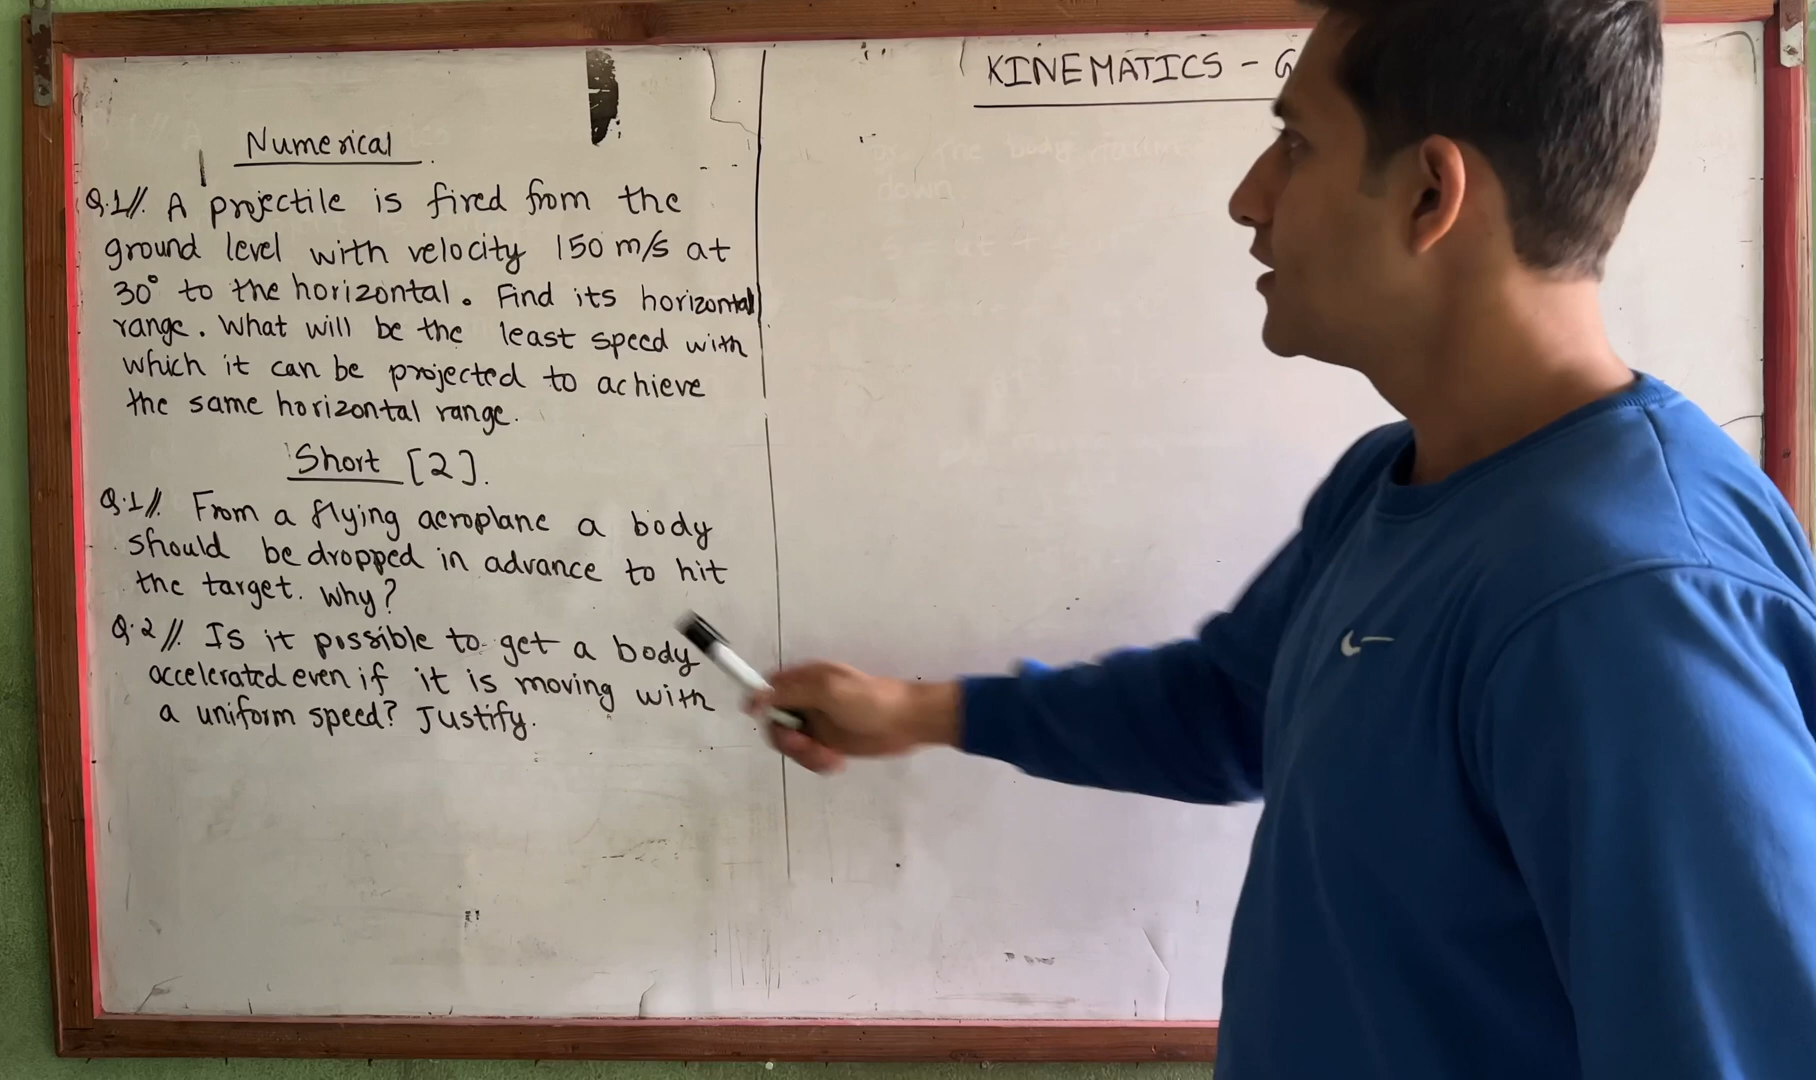 Numerical
Q.1//. A projectile is fired from the
ground level with velocity 150 m/s at
30° to the horizontal. Find its horizontal
range. What will be the least speed with
which it can be projected to achieve
the same horizontal range.
Short [2].
Q.1//. From a flying aeroplane a body
should be dropped in advance to hit
the target. Why?
Q.2//. Is it possible to get a body
accelerated even if it is moving with
a uniform speed? Justify.
KINEMATICS - G
the body
down